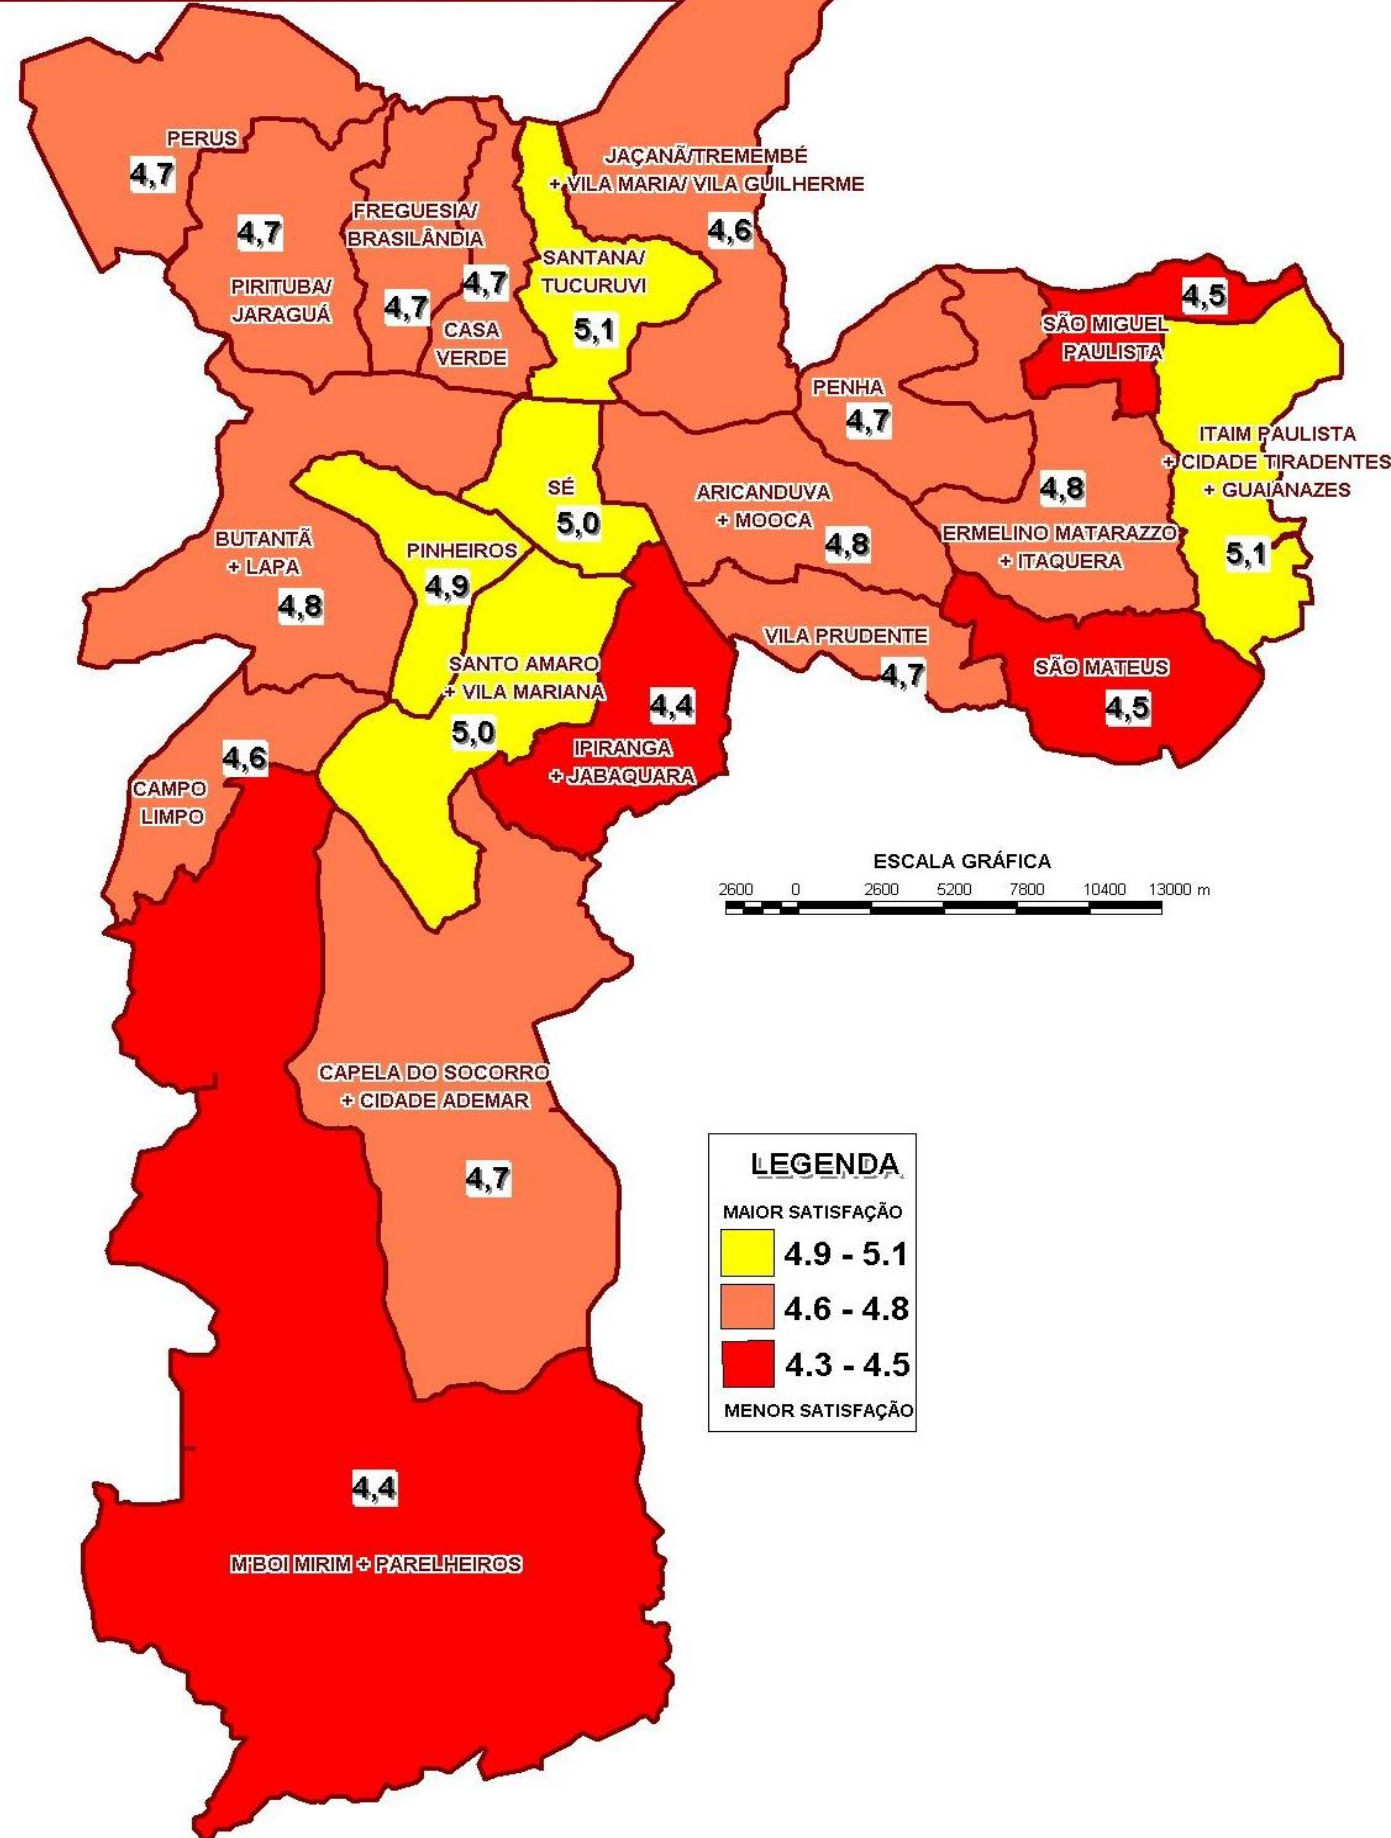 PERUS
4,7
4,7
PIRITUBA/
JARAGUÁ
FREGUESIA/
BRASILÂNDIA
4,7
4,7
CASA
VERDE
SANTANA/
TUCURUVI
5,1
JAÇANÃ/TREMEMBÉ
+ VILA MARIA/ VILA GUILHERME
4,6
PENHA
4,7
4,5
SÃO MIGUEL
PAULISTA
ITAIM PAULISTA
+ CIDADE TIRADENTES
+ GUAIANAZES
5,1
4,8
ERMELINO MATARAZZO
+ ITAQUERA
ARICANDUVA
+ MOOCA
4,8
SÉ
5,0
BUTANTÃ
+ LAPA
4,8
PINHEIROS
4,9
SANTO AMARO
+ VILA MARIANA
5,0
4,4
IPIRANGA
+ JABAQUARA
VILA PRUDENTE
4,7
SÃO MATEUS
4,5
4,6
CAMPO
LIMPO
ESCALA GRÁFICA
2600 0 2600 5200 7800 10400 13000 m
CAPELA DO SOCORRO
+ CIDADE ADEMAR
4,7
LEGENDA
MAIOR SATISFAÇÃO
4.9 - 5.1
4.6 - 4.8
4.3 - 4.5
MENOR SATISFAÇÃO
4,4
M'BOI MIRIM + PARELHEIROS